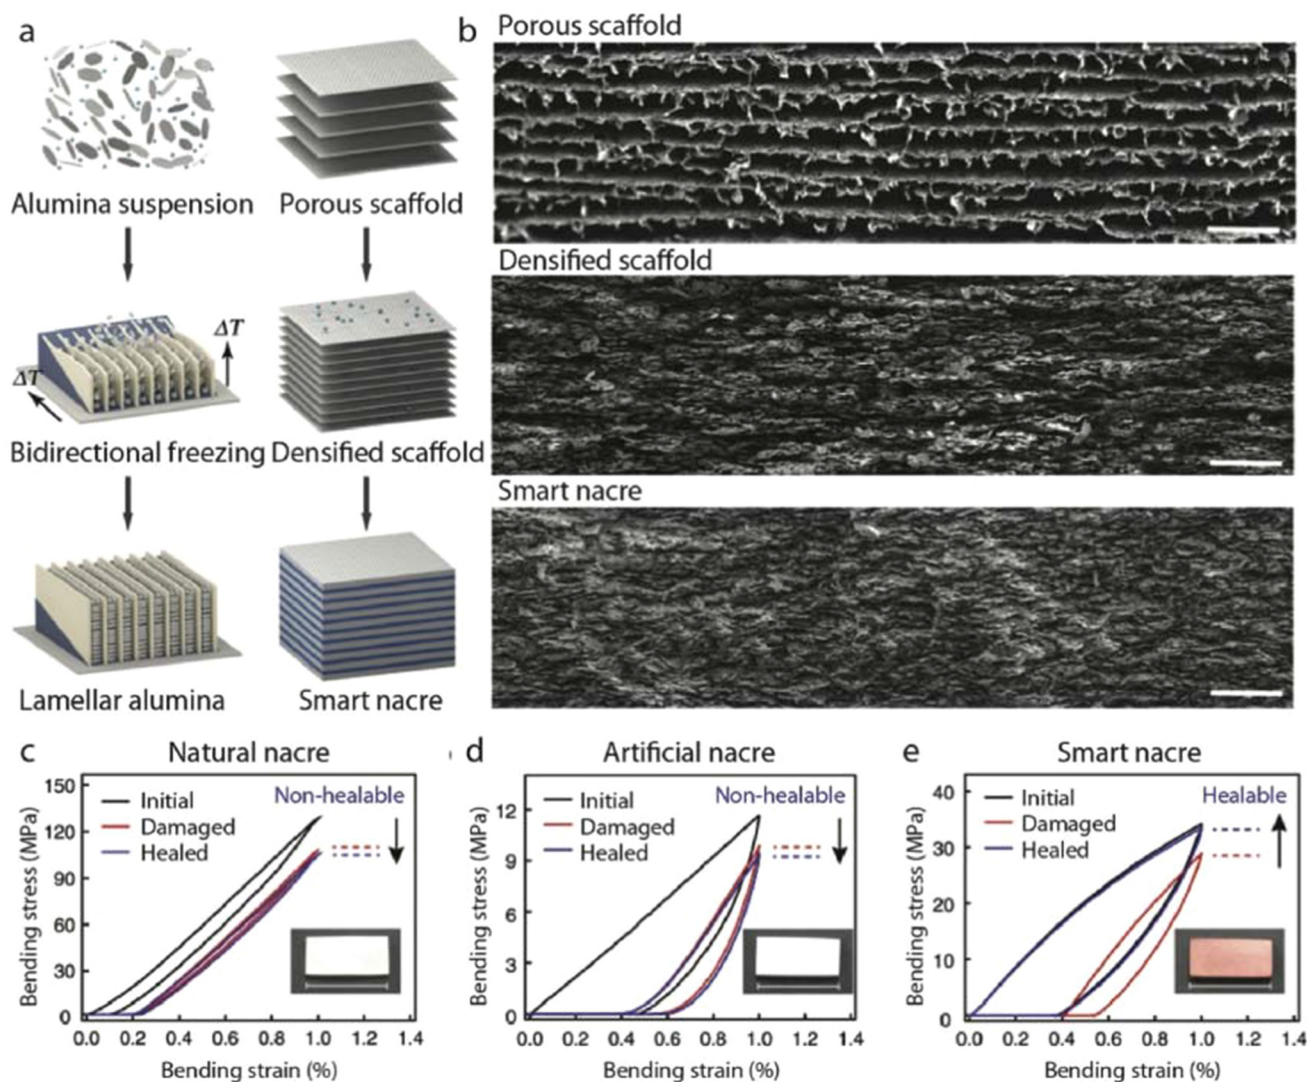 a
Alumina suspension
Porous scaffold
ΔT
ΔT
Bidirectional freezing
Densified scaffold
Lamellar alumina
Smart nacre
b
Porous scaffold
Densified scaffold
Smart nacre
c
Natural nacre
Bending stress (MPa)
150
120
90
60
30
0
Initial
Damaged
Healed
Non-healable
0.0 0.2 0.4 0.6 0.8 1.0 1.2 1.4
Bending strain (%)
d
Artificial nacre
Bending stress (MPa)
12
9
6
3
0
Initial
Damaged
Healed
Non-healable
0.0 0.2 0.4 0.6 0.8 1.0 1.2 1.4
Bending strain (%)
e
Smart nacre
Bending stress (MPa)
40
30
20
10
0
Initial
Damaged
Healed
Healable
0.0 0.2 0.4 0.6 0.8 1.0 1.2 1.4
Bending strain (%)